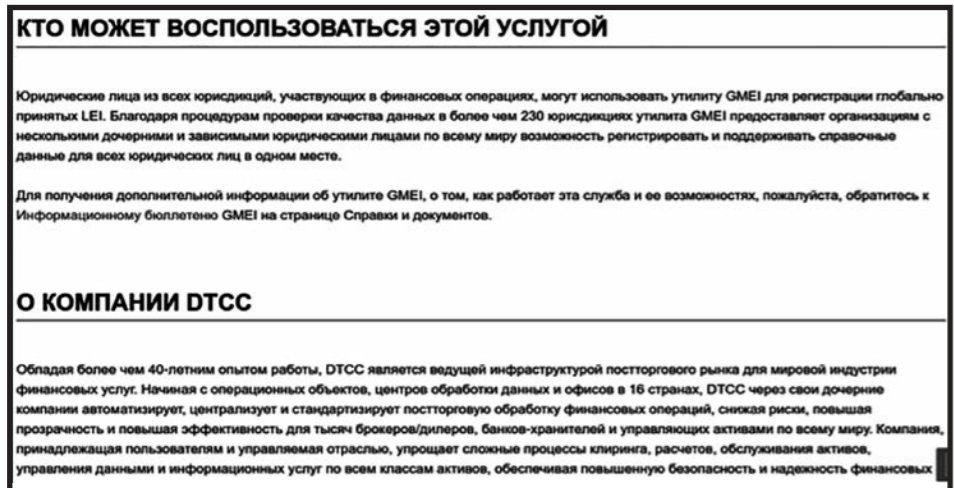 КТО МОЖЕТ ВОСПОЛЬЗОВАТЬСЯ ЭТОЙ УСЛУГОЙ
Юридические лица из всех юрисдикций, участвующих в финансовых операциях, могут использовать утилиту GMEI для регистрации глобально
принятых LEI. Благодаря процедурам проверки качества данных в более чем 230 юрисдикциях утилита GMEI предоставляет организациям с
несколькими дочерними и зависимыми юридическими лицами по всему миру возможность регистрировать и поддерживать справочные
данные для всех юридических лиц в одном месте.
Для получения дополнительной информации об утилите GMEI, о том, как работает эта служба и ее возможностях, пожалуйста, обратитесь к
Информационному бюллетеню GMEI на странице Справки и документов.
О КОМПАНИИ DTCC
Обладая более чем 40-летним опытом работы, DTCC является ведущей инфраструктурой постторгового рынка для мировой индустрии
финансовых услуг. Начиная с операционных объектов, центров обработки данных и офисов в 16 странах, DTCC через свои дочерние
компании автоматизирует, централизует и стандартизирует постторговую обработку финансовых операций, снижая риски, повышая
прозрачность и повышая эффективность для тысяч брокеров/дилеров, банков-хранителей и управляющих активами по всему миру. Компания,
принадлежащая пользователям и управляемая отраслью, упрощает сложные процессы клиринга, расчетов, обслуживания активов,
управления данными и информационных услуг по всем классам активов, обеспечивая повышенную безопасность и надежность финансовых